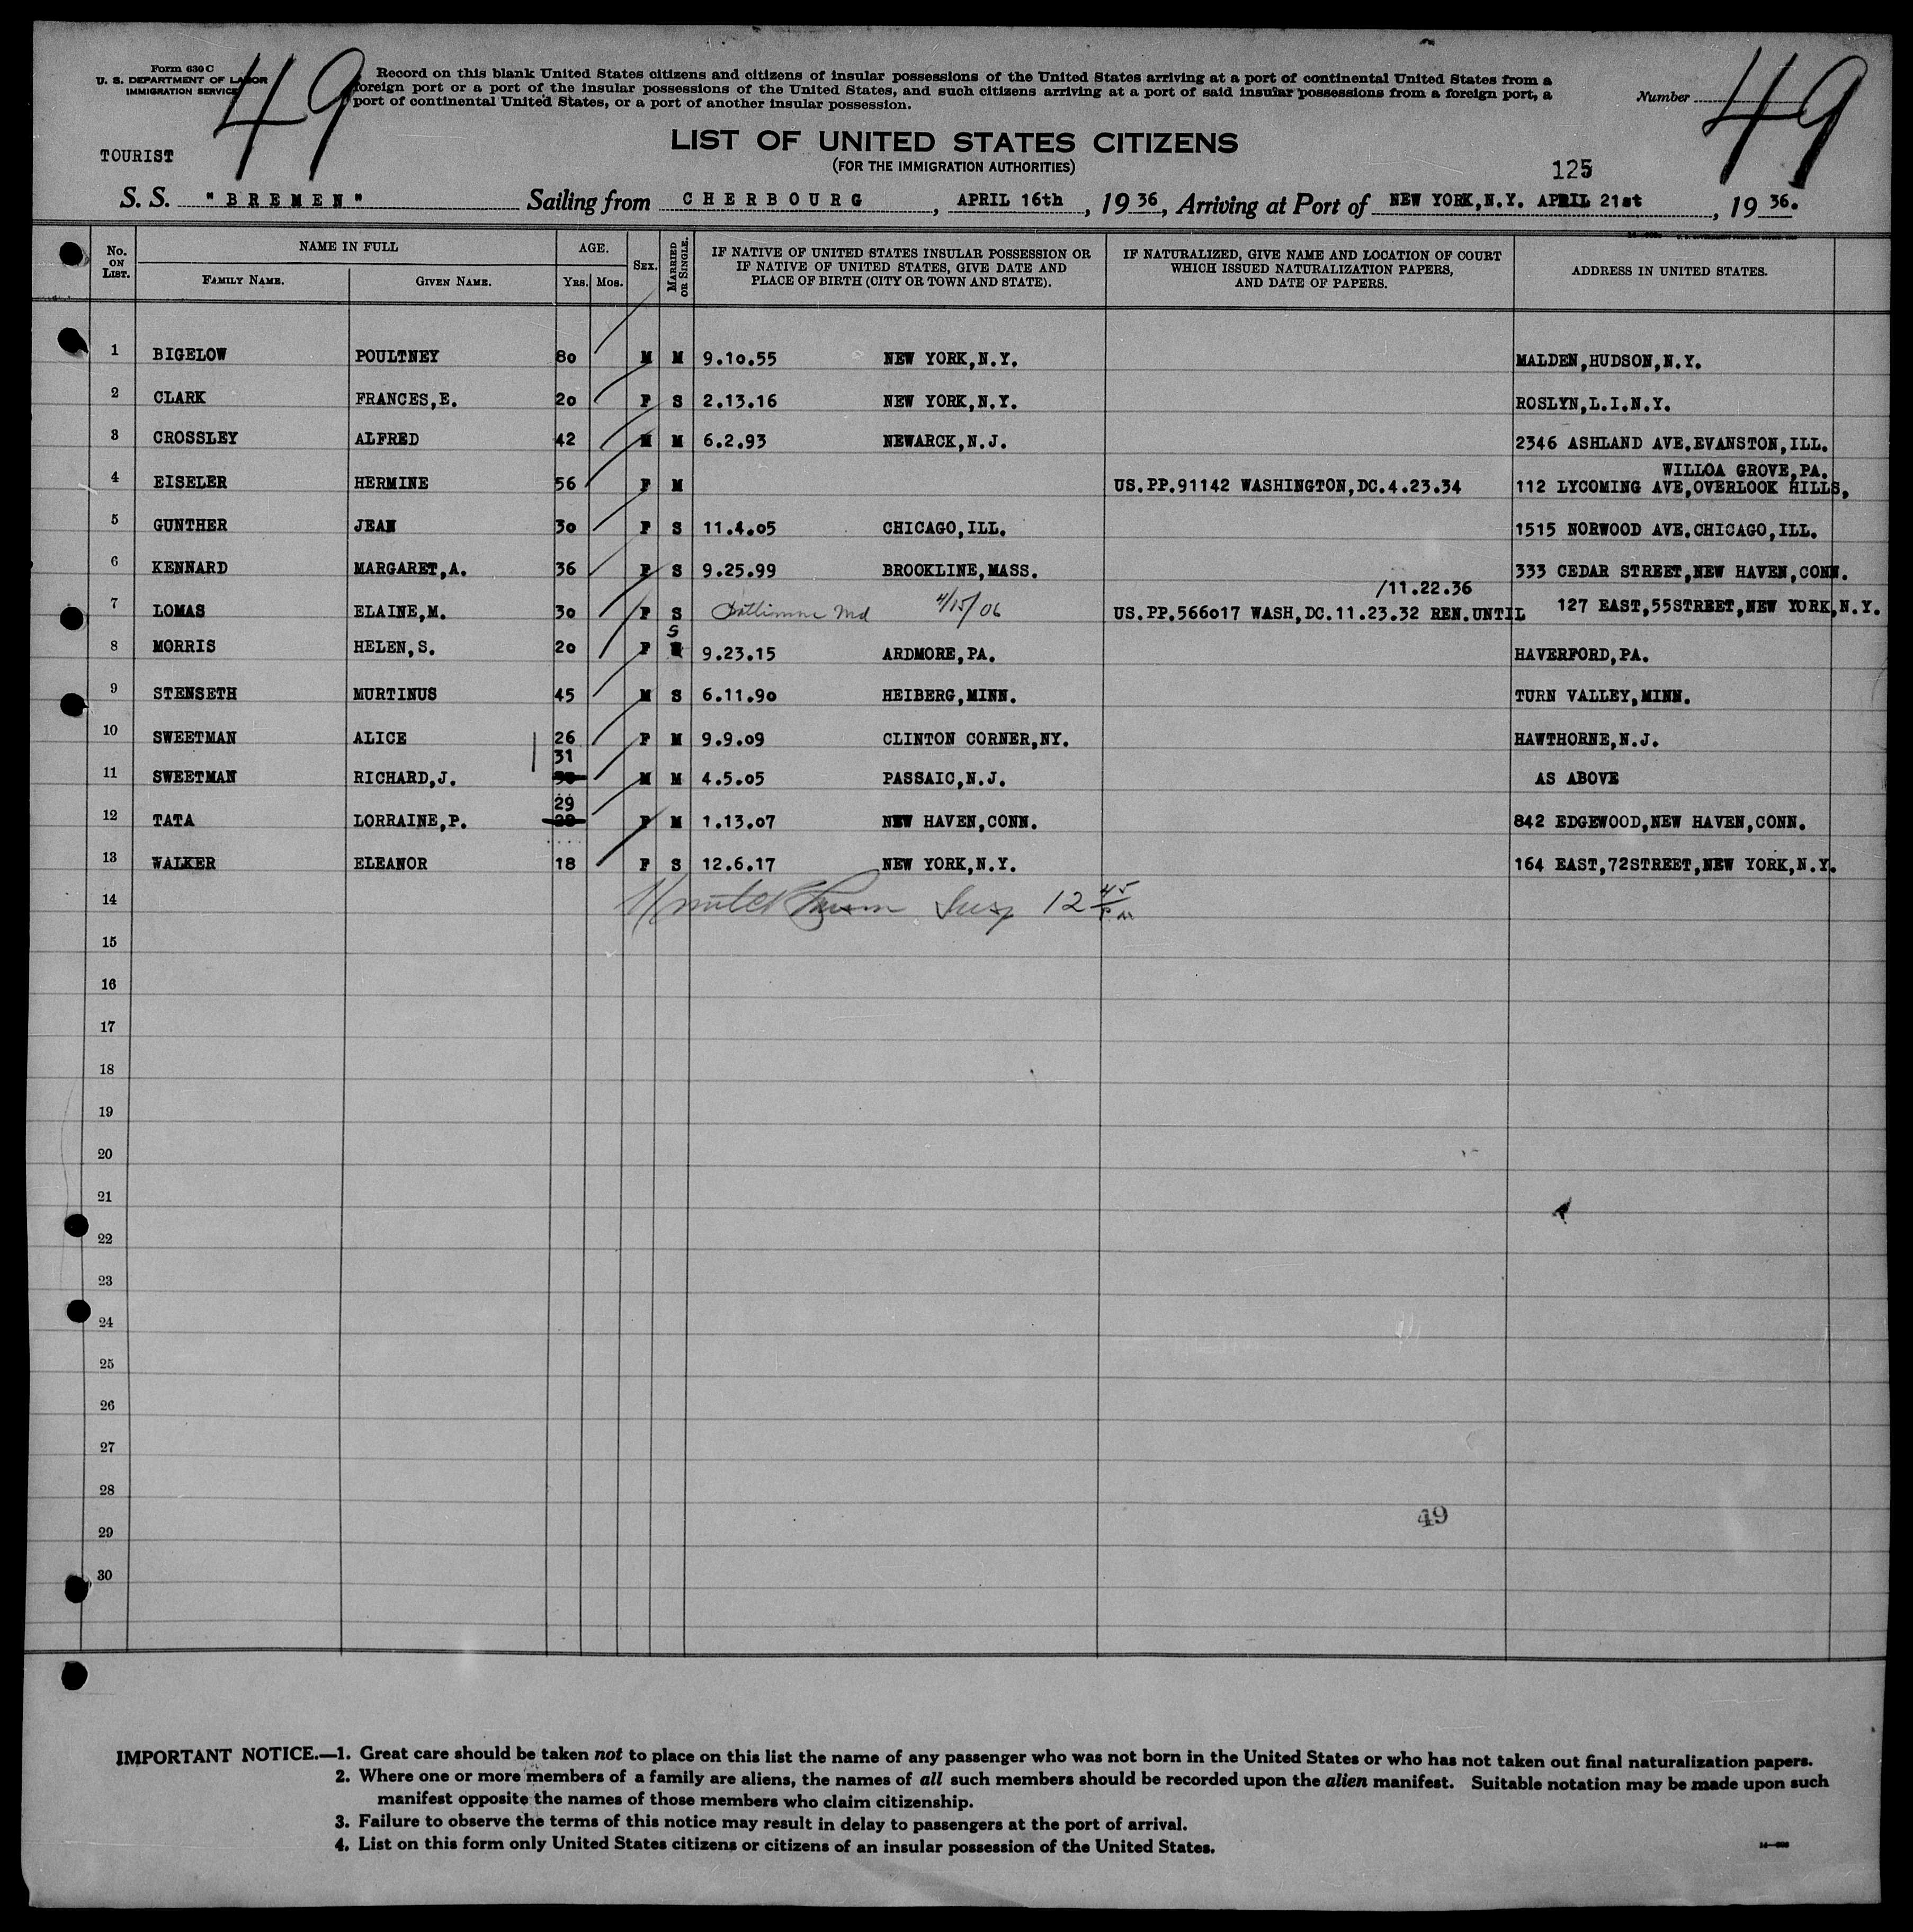 Form 630 C
U. S. DEPARTMENT OF LABOR
IMMIGRATION SERVICE
49
Record on this blank United States citizens and citizens of insular possessions of the United States arriving at a port of continental United States from a
foreign port or a port of the insular possessions of the United States, and such citizens arriving at a port of said insular possessions from a foreign port, a
port of continental United States, or a port of another insular possession.
Number 49
LIST OF UNITED STATES CITIZENS
(FOR THE IMMIGRATION AUTHORITIES)
TOURIST
125
S. S. "BREMEN" Sailing from CHERBOURG, APRIL 16th, 19 36, Arriving at Port of NEW YORK,N.Y. APRIL 21st, 19 36.
No. ON LIST. NAME IN FULL FAMILY NAME. GIVEN NAME. AGE. YRS. MOS. SEX. MARRIED OR SINGLE. IF NATIVE OF UNITED STATES INSULAR POSSESSION OR IF NATIVE OF UNITED STATES, GIVE DATE AND PLACE OF BIRTH (CITY OR TOWN AND STATE). IF NATURALIZED, GIVE NAME AND LOCATION OF COURT WHICH ISSUED NATURALIZATION PAPERS, AND DATE OF PAPERS. ADDRESS IN UNITED STATES.
1 BIGELOW POULTNEY 80 M M 9.10.55 NEW YORK,N.Y. MALDEN,HUDSON,N.Y.
2 CLARK FRANCES,E. 20 F S 2.13.16 NEW YORK,N.Y. ROSLYN,L.I.N.Y.
3 CROSSLEY ALFRED 42 M M 6.2.93 NEWARCK,N.J. 2346 ASHLAND AVE.EVANSTON,ILL.
WILLOA GROVE,PA.
4 EISELER HERMINE 56 F M US.PP.91142 WASHINGTON,DC.4.23.34 112 LYCOMING AVE,OVERLOOK HILLS,
5 GUNTHER JEAN 30 F S 11.4.05 CHICAGO,ILL. 1515 NORWOOD AVE.CHICAGO,ILL.
6 KENNARD MARGARET,A. 36 F S 9.25.99 BROOKLINE,MASS. 333 CEDAR STREET,NEW HAVEN,CONN.
/11.22.36
7 LOMAS ELAINE,M. 30 F S Md 4/15/06 US.PP.566017 WASH,DC.11.23.32 REN.UNTIL 127 EAST,55STREET,NEW YORK,N.Y.
S
8 MORRIS HELEN,S. 20 F 9.23.15 ARDMORE,PA. HAVERFORD,PA.
9 STENSETH MURTINUS 45 M S 6.11.90 HEIBERG,MINN. TURN VALLEY,MINN.
10 SWEETMAN ALICE 26 F M 9.9.09 CLINTON CORNER,NY. HAWTHORNE,N.J.
31
11 SWEETMAN RICHARD,J. M M 4.5.05 PASSAIC,N.J. AS ABOVE
29
12 TATA LORRAINE,P. 28 F M 1.13.07 NEW HAVEN,CONN. 842 EDGEWOOD,NEW HAVEN,CONN.
13 WALKER ELEANOR 18 F S 12.6.17 NEW YORK,N.Y. 164 EAST,72STREET,NEW YORK,N.Y.
14 Insp 12 45 P M
15
16
17
18
19
20
21
22
23
24
25
26
27
28
49
29
30
IMPORTANT NOTICE.—1. Great care should be taken not to place on this list the name of any passenger who was not born in the United States or who has not taken out final naturalization papers.
2. Where one or more members of a family are aliens, the names of all such members should be recorded upon the alien manifest. Suitable notation may be made upon such
manifest opposite the names of those members who claim citizenship.
3. Failure to observe the terms of this notice may result in delay to passengers at the port of arrival.
4. List on this form only United States citizens or citizens of an insular possession of the United States.